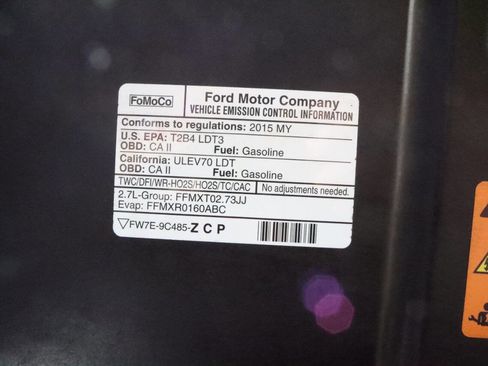 FoMoCo
Ford Motor Company
VEHICLE EMISSION CONTROL INFORMATION
Conforms to regulations: 2015 MY
U.S. EPA: T2B4 LDT3
OBD: CA II Fuel: Gasoline
California: ULEV70 LDT
OBD: CA II Fuel: Gasoline
TWC/DFI/WR-HO2S/HO2S/TC/CAC No adjustments needed.
2.7L-Group: FFMXT02.73JJ
Evap: FFMXR0160ABC
FW7E-9C485-ZCP